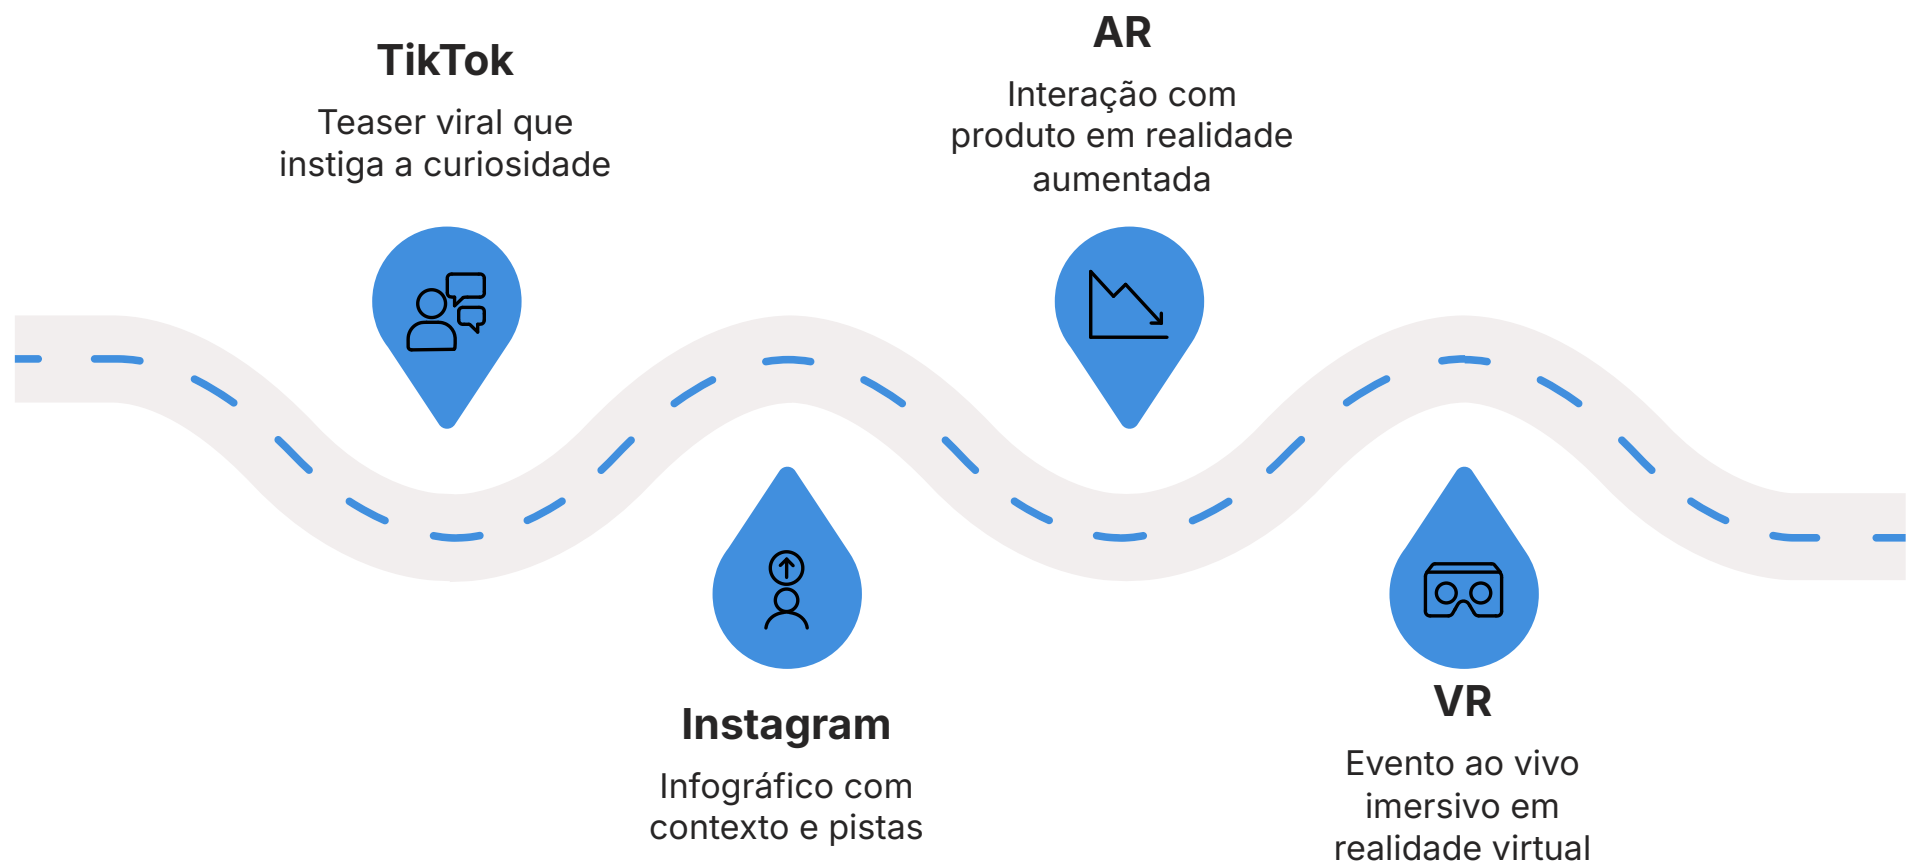 TikTok
Teaser viral que
instiga a curiosidade
Instagram
Infográfico com
contexto e pistas
AR
Interação com
produto em realidade
aumentada
VR
Evento ao vivo
imersivo em
realidade virtual